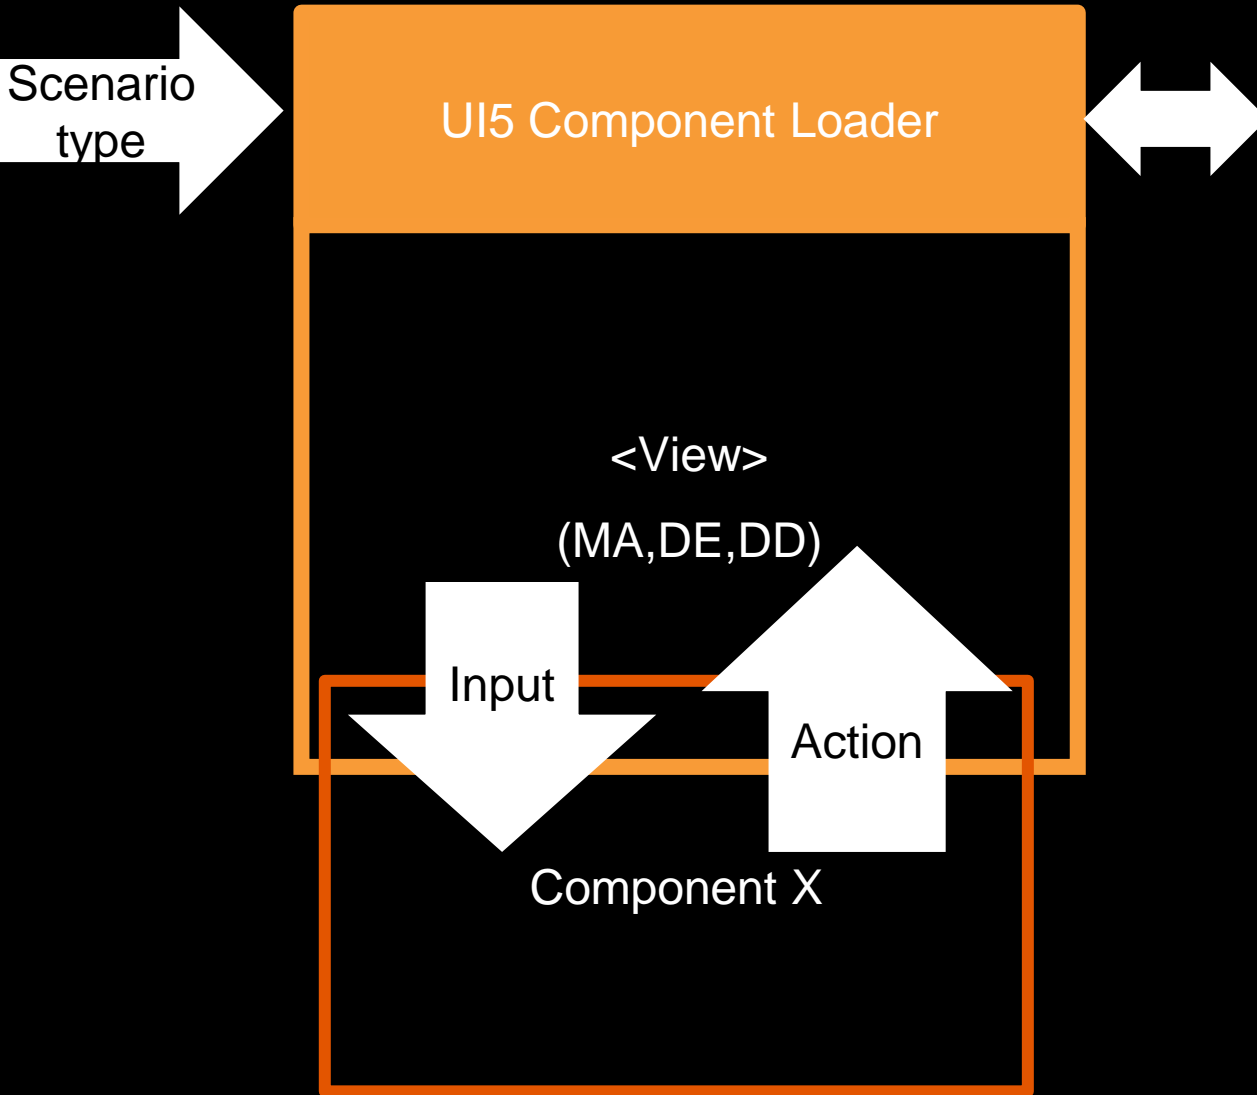 Scenario
type
UI5 Component Loader
<View>
(MA,DE,DD)
Input
Action
Component X